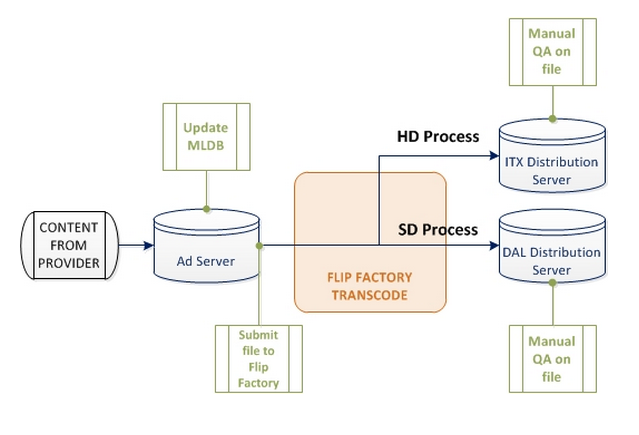 Manual
QA on
file
Update
MLDB
HD Process
ITX Distribution
Server
CONTENT
FROM
PROVIDER
Ad Server
SD Process
DAL Distribution
Server
FLIP FACTORY
TRANSCODE
Submit
file to
Flip
Factory
Manual
QA on
file